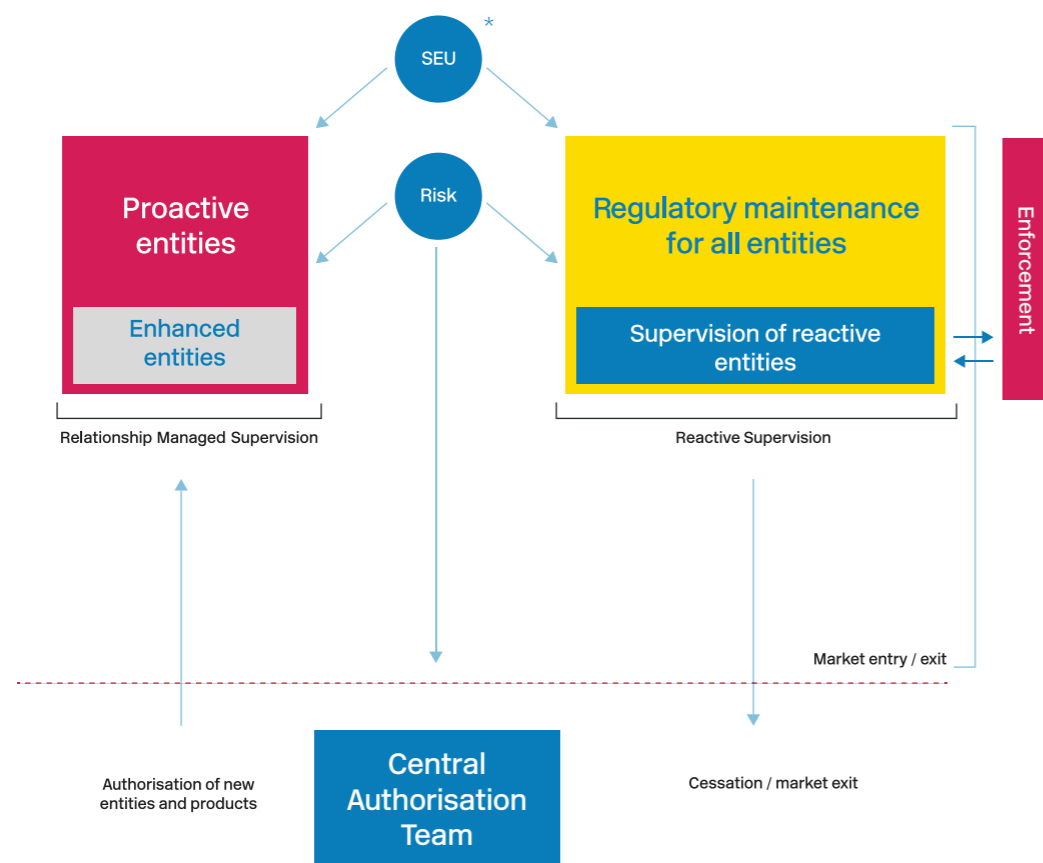 *
SEU
Risk
Proactive
entities
Enhanced
entities
Relationship Managed Supervision
Regulatory maintenance
for all entities
Supervision of reactive
entities
Reactive Supervision
Enforcement
Market entry / exit
Authorisation of new
entities and products
Central
Authorisation
Team
Cessation / market exit